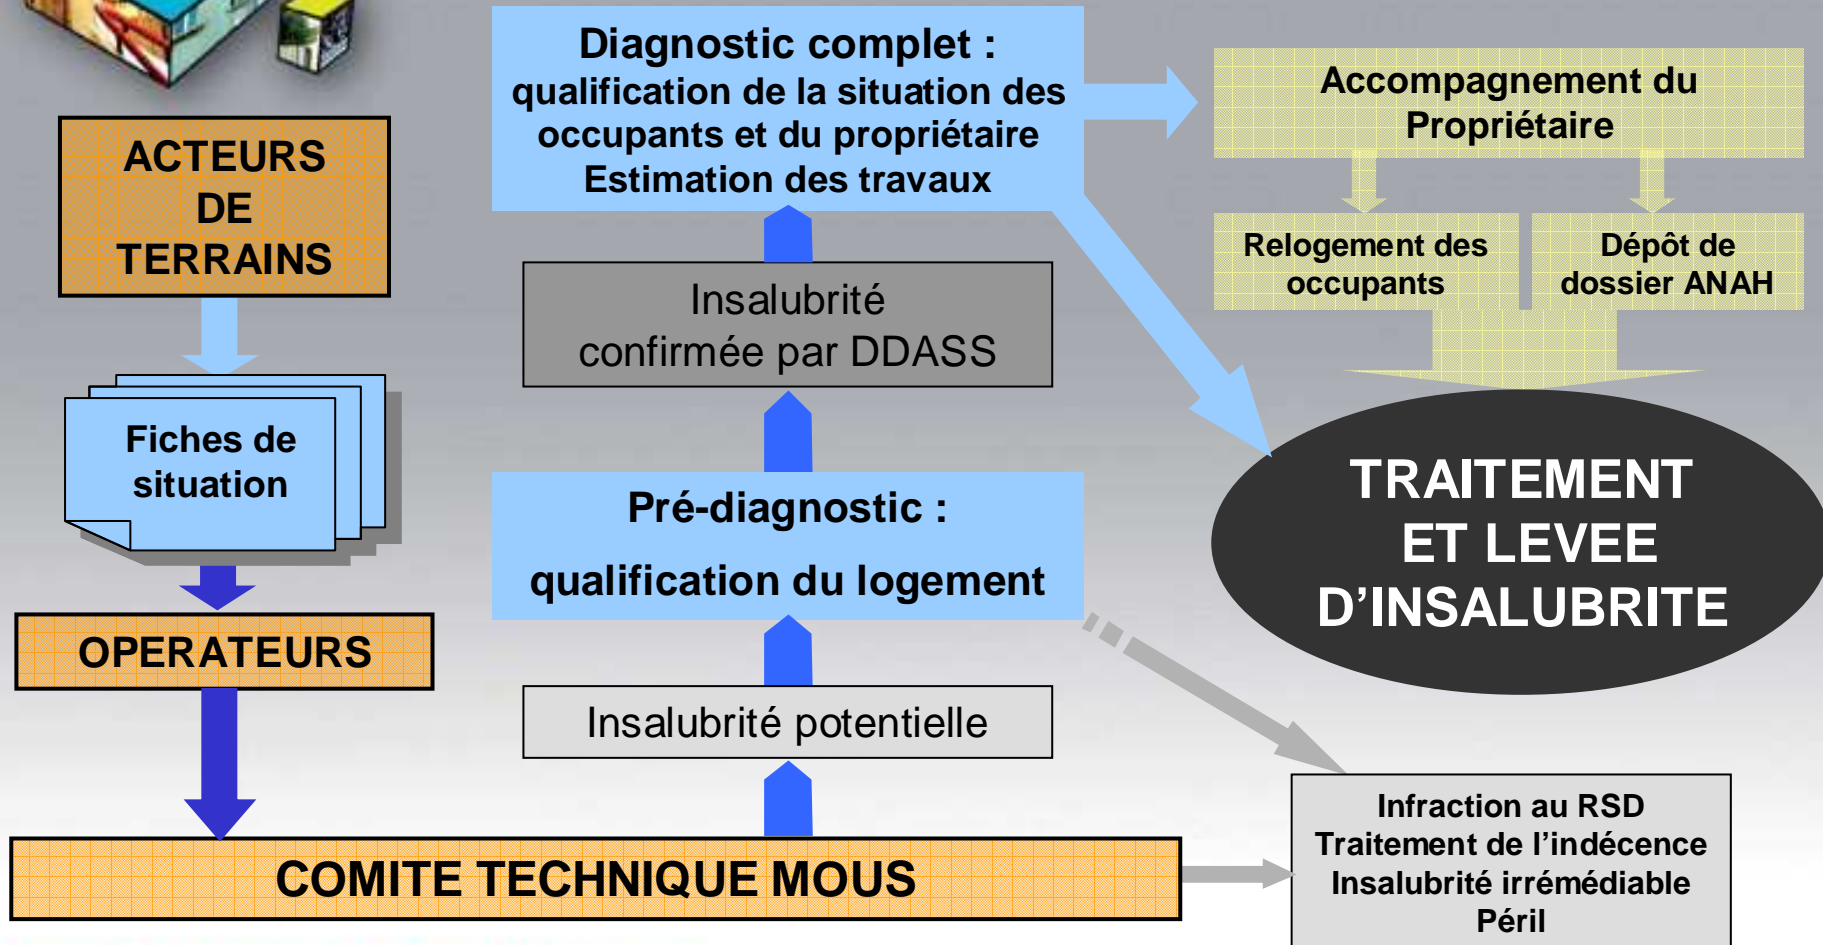 ACTEURS
DE
TERRAINS
Fiches de
situation
OPERATEURS
COMITE TECHNIQUE MOUS
Insalubrité potentielle
Pré-diagnostic :
qualification du logement
Insalubrité
confirmée par DDASS
Diagnostic complet :
qualification de la situation des
occupants et du propriétaire
Estimation des travaux
Accompagnement du
Propriétaire
Relogement des
occupants
Dépôt de
dossier ANAH
TRAITEMENT
ET LEVEE
D’INSALUBRITE
Infraction au RSD
Traitement de l’indécence
Insalubrité irrémédiable
Péril